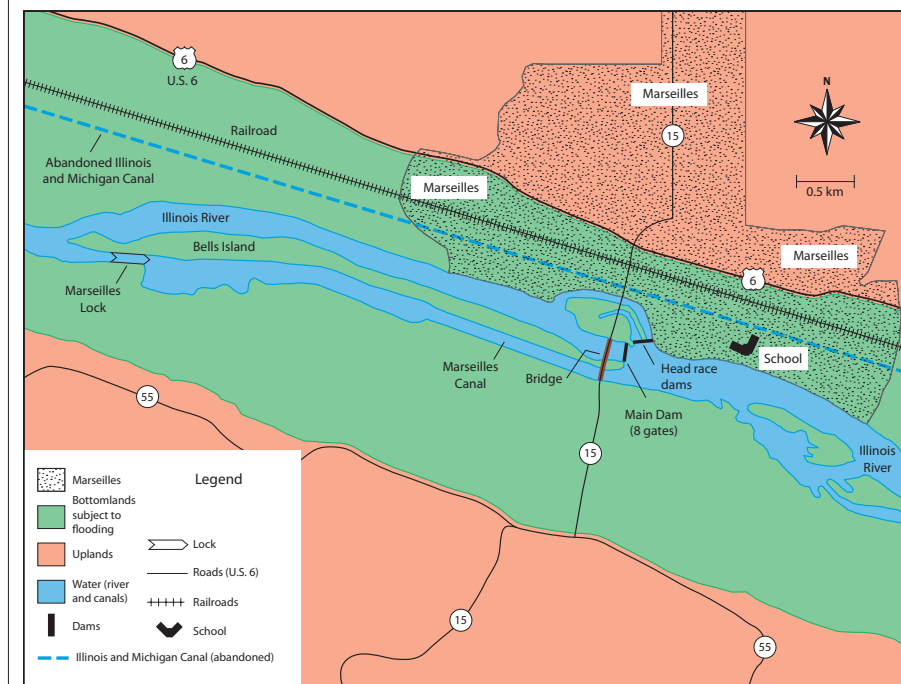 6
U.S. 6
Marseilles
N
15
Railroad
0.5 km
Abandoned Illinois
and Michigan Canal
Marseilles
Illinois River
Bells Island
Marseilles
6
Marseilles
Lock
Marseilles
Canal
Bridge
Head race
dams
School
Main Dam
(8 gates)
55
15
Illinois
River
Legend
Marseilles
Bottomlands
subject to
flooding
Uplands
Water (river
and canals)
Dams
Illinois and Michigan Canal (abandoned)
Lock
Roads (U.S. 6)
Railroads
School
15
55